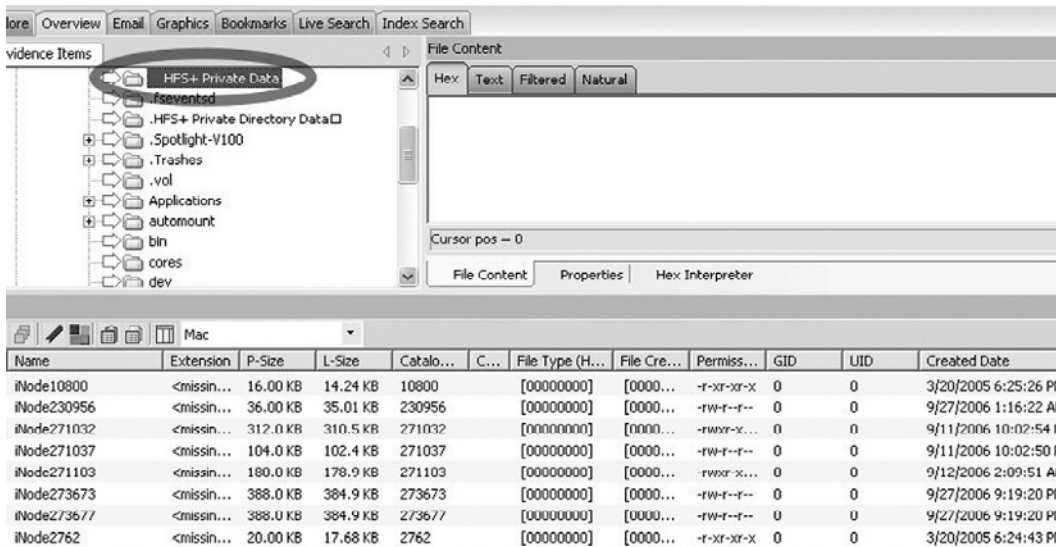 lore Overview Email Graphics Bookmarks Live Search Index Search
vidence Items
File Content
HFS+ Private Data
Hex Text Filtered Natural
.fseventsd
.HFS+ Private Directory Data
.Spotlight-V100
.Trashes
.vol
Applications
automount
bin
cores
dev
Cursor pos = 0
File Content Properties Hex Interpreter
Mac
Name Extension P-Size L-Size Catalo... C... File Type (H... File Cre... Permiss... GID UID Created Date
iNode10800 <missin... 16.00 KB 14.24 KB 10800 [00000000] [0000... -r-xr-xr-x 0 0 3/20/2005 6:25:26 P
iNode230956 <missin... 36.00 KB 35.01 KB 230956 [00000000] [0000... -rw-r--r-- 0 0 9/27/2006 1:16:22 A
iNode271032 <missin... 312.0 KB 310.5 KB 271032 [00000000] [0000... -rwxr-x... 0 0 9/11/2006 10:02:54
iNode271037 <missin... 104.0 KB 102.4 KB 271037 [00000000] [0000... -rw-r--r-- 0 0 9/11/2006 10:02:50
iNode271103 <missin... 180.0 KB 178.9 KB 271103 [00000000] [0000... -rwxr-x... 0 0 9/12/2006 2:09:51 A
iNode273673 <missin... 388.0 KB 384.9 KB 273673 [00000000] [0000... -rw-r--r-- 0 0 9/27/2006 9:19:20 P
iNode273677 <missin... 388.0 KB 384.9 KB 273677 [00000000] [0000... -rw-r--r-- 0 0 9/27/2006 9:19:20 P
iNode2762 <missin... 20.00 KB 17.68 KB 2762 [00000000] [0000... -r-xr-xr-x 0 0 3/20/2005 6:24:43 P